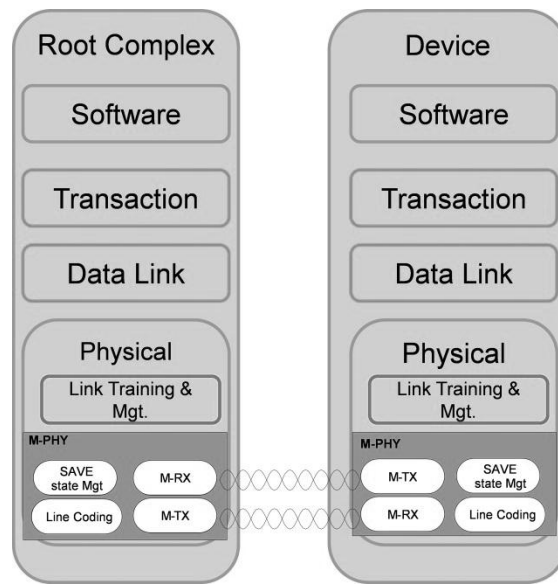 Root Complex
Software
Transaction
Data Link
Physical
Link Training &
Mgt.
M-PHY
SAVE
state Mgt
M-RX
Line Coding
M-TX
Device
Software
Transaction
Data Link
Physical
Link Training &
Mgt.
M-PHY
M-TX
SAVE
state Mgt
M-RX
Line Coding